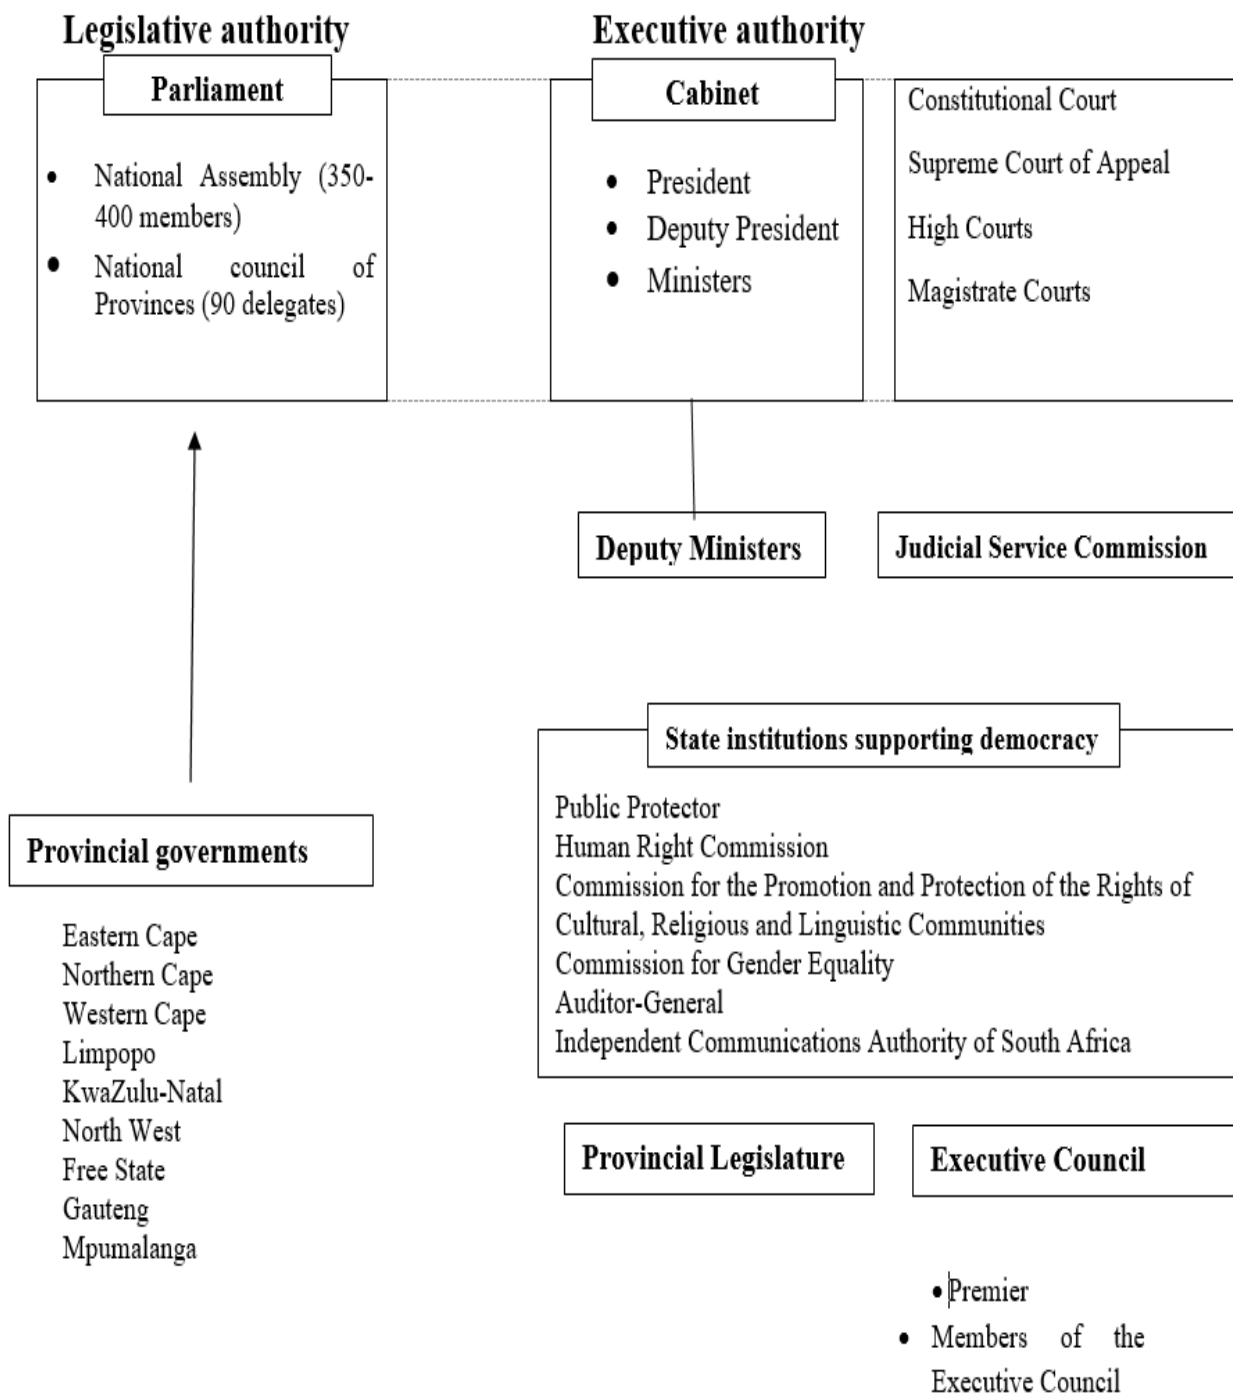 Legislative authority
Executive authority
Parliament
National Assembly (350-
400 members)
National council of
Provinces (90 delegates)
Cabinet
President
Deputy President
Ministers
Constitutional Court
Supreme Court of Appeal
High Courts
Magistrate Courts
Deputy Ministers
Judicial Service Commission
State institutions supporting democracy
Public Protector
Human Right Commission
Commission for the Promotion and Protection of the Rights of
Cultural, Religious and Linguistic Communities
Commission for Gender Equality
Auditor-General
Independent Communications Authority of South Africa
Provincial governments
Eastern Cape
Northern Cape
Western Cape
Limpopo
KwaZulu-Natal
North West
Free State
Gauteng
Mpumalanga
Provincial Legislature
Executive Council
Premier
Members of the
Executive Council